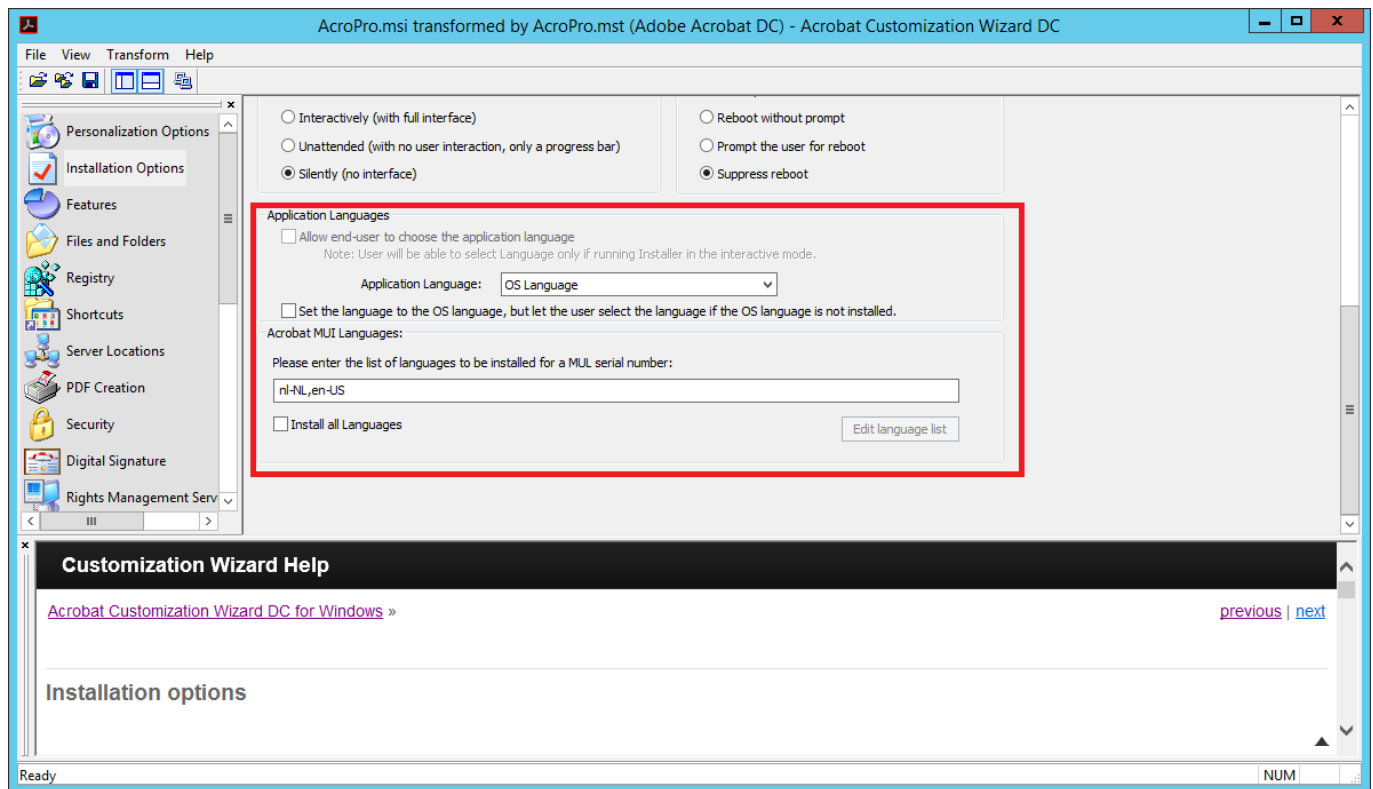 AcroPro.msi transformed by AcroPro.mst (Adobe Acrobat DC) - Acrobat Customization Wizard DC
File View Transform Help
Personalization Options
Installation Options
Features
Files and Folders
Registry
Shortcuts
Server Locations
PDF Creation
Security
Digital Signature
Rights Management Serv
Interactively (with full interface)
Unattended (with no user interaction, only a progress bar)
Silently (no interface)
Reboot without prompt
Prompt the user for reboot
Suppress reboot
Application Languages
Allow end-user to choose the application language
Note: User will be able to select Language only if running Installer in the interactive mode.
Application Language: OS Language
Set the language to the OS language, but let the user select the language if the OS language is not installed.
Acrobat MUI Languages:
Please enter the list of languages to be installed for a MUL serial number:
nl-NL,en-US
Install all Languages
Edit language list
Customization Wizard Help
Acrobat Customization Wizard DC for Windows »
previous | next
Installation options
Ready
NUM